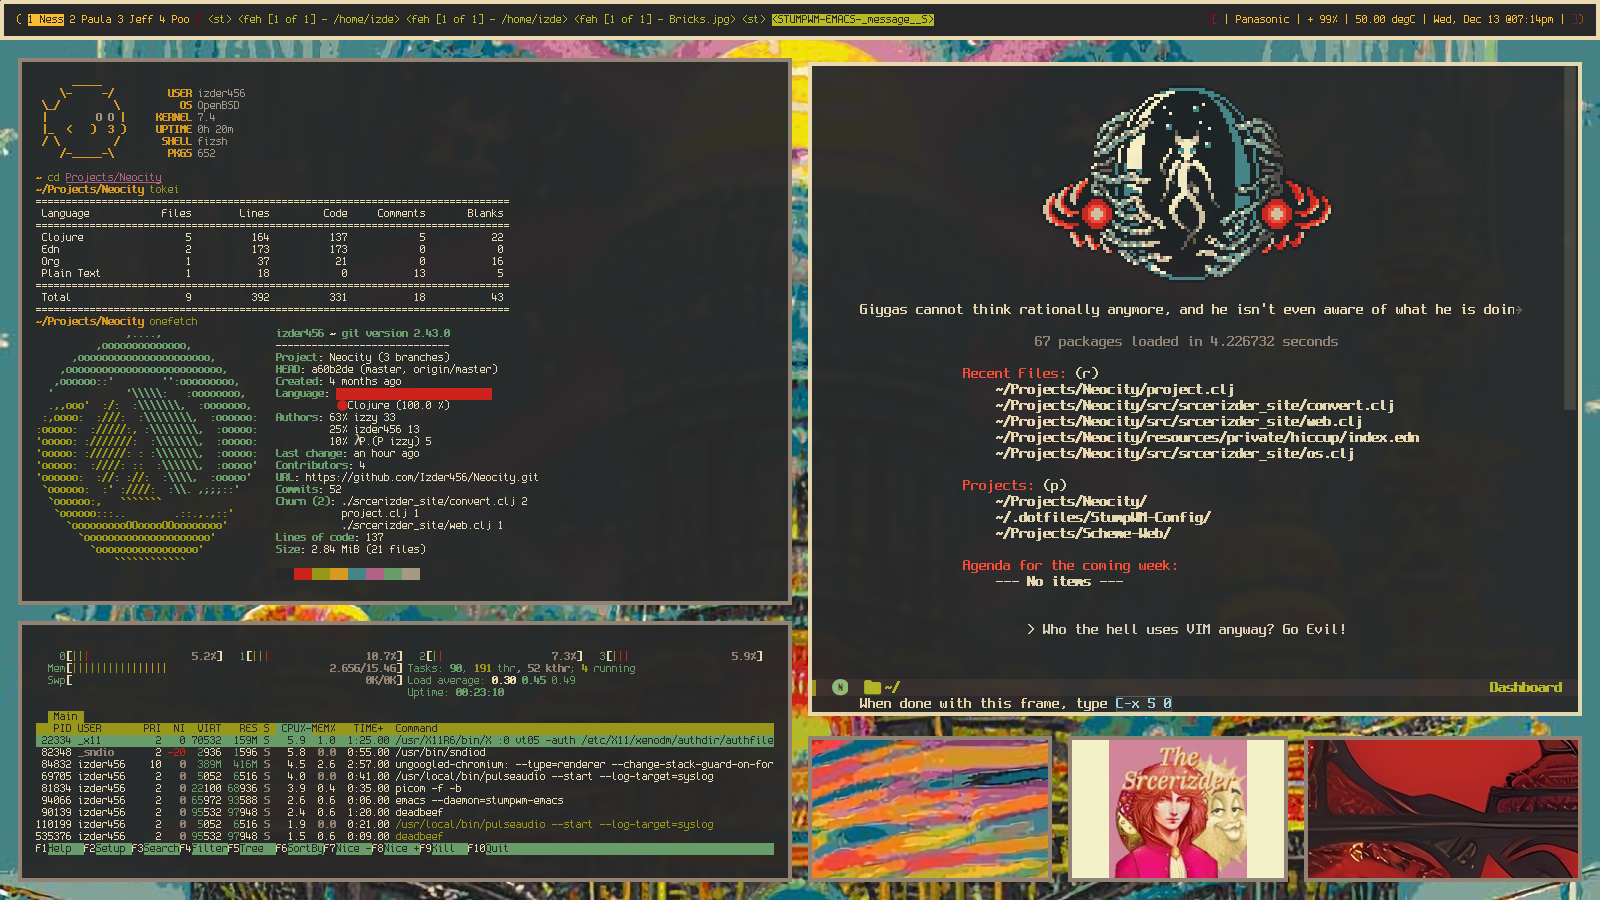 ( 1 Ness 2 Paula 3 Jeff 4 Poo <st> <feh [1 of 1] - /home/izde> <feh [1 of 1] - /home/izde> <feh [1 of 1] - Bricks.jpg> <st> <STUMPWM-EMACS-_message__S> [ | Panasonic | + 99% | 50.00 degC | Wed, Dec 13 @07:14pm | ])
USER izder456
OS OpenBSD
KERNEL 7.4
UPTIME 0h 20m
SHELL fizsh
PKGS 652
~ cd Projects/Neocity
~/Projects/Neocity tokei
Language Files Lines Code Comments Blanks
Clojure 5 164 137 5 22
Edn 2 173 173 0 0
Org 1 37 21 0 16
Plain Text 1 18 0 13 5
Total 9 392 331 18 43
~/Projects/Neocity onefetch
izder456 ~ git version 2.43.0
-----------------------------
Project: Neocity (3 branches)
HEAD: a60b2de (master, origin/master)
Created: 4 months ago
Language:
Clojure (100.0 %)
Authors: 63% izzy 33
25% izder456 13
10% λP.(P izzy) 5
Last change: an hour ago
Contributors: 4
URL: https://github.com/Izder456/Neocity.git
Commits: 52
Churn (2): ./srcerizder_site/convert.clj 2
project.clj 1
./srcerizder_site/web.clj 1
Lines of code: 137
Size: 2.84 MiB (21 files)
0[||| 5.2%] 1[||| 10.7%] 2[|| 7.3%] 3[||| 5.9%]
Mem[|||||||||||||||| 2.65G/15.4G] Tasks: 90, 191 thr, 52 kthr; 4 running
Swp[ 0K/0K] Load average: 0.30 0.45 0.49
Uptime: 00:23:10
Main
PID USER PRI NI VIRT RES S CPU%-MEM% TIME+ Command
22334 _x11 2 0 70532 159M S 5.9 1.0 1:25.00 /usr/X11R6/bin/X :0 vt05 -auth /etc/X11/xenodm/authdir/authfile
82348 _sndio 2 -20 2936 1596 S 5.8 0.0 0:55.00 /usr/bin/sndiod
84832 izder456 10 0 389M 416M S 4.5 2.6 2:57.00 ungoogled-chromium: --type=renderer --change-stack-guard-on-for
69705 izder456 2 0 5052 6516 S 4.0 0.0 0:41.00 /usr/local/bin/pulseaudio --start --log-target=syslog
81834 izder456 2 0 22100 68936 S 3.9 0.4 0:35.00 picom -f -b
94066 izder456 2 0 65972 93588 S 2.6 0.6 0:06.00 emacs --daemon=stumpwm-emacs
90139 izder456 2 0 95532 97948 S 2.4 0.6 1:20.00 deadbeef
110199 izder456 2 0 5052 6516 S 1.9 0.0 0:21.00 /usr/local/bin/pulseaudio --start --log-target=syslog
535376 izder456 2 0 95532 97948 S 1.5 0.6 0:09.00 deadbeef
F1Help F2Setup F3SearchF4FilterF5Tree F6SortByF7Nice -F8Nice +F9Kill F10Quit
Giygas cannot think rationally anymore, and he isn't even aware of what he is doin
67 packages loaded in 4.226732 seconds
Recent Files: (r)
~/Projects/Neocity/project.clj
~/Projects/Neocity/src/srcerizder_site/convert.clj
~/Projects/Neocity/src/srcerizder_site/web.clj
~/Projects/Neocity/resources/private/hiccup/index.edn
~/Projects/Neocity/src/srcerizder_site/os.clj
Projects: (p)
~/Projects/Neocity/
~/.dotfiles/StumpWM-Config/
~/Projects/Scheme-Web/
Agenda for the coming week:
--- No items ---
> Who the hell uses VIM anyway? Go Evil!
N ~/ Dashboard
When done with this frame, type C-x 5 0
The
Srcerizder